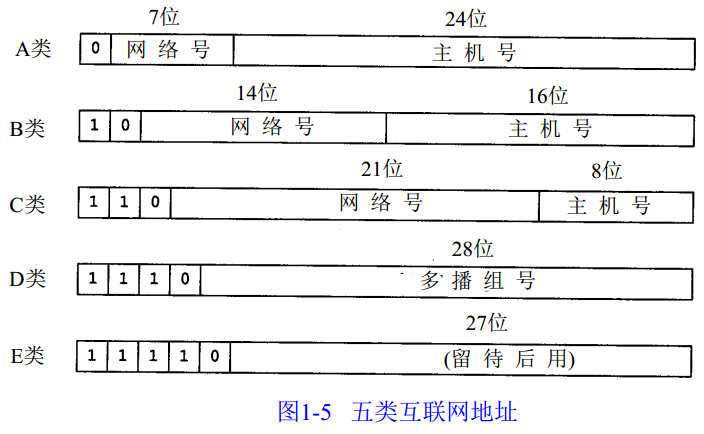 7位 24位
A类 0 网 络 号 主 机 号
14位 16位
B类 1 0 网 络 号 主 机 号
21位 8位
C类 1 1 0 网 络 号 主 机 号
28位
D类 1 1 1 0 多 播 组 号
27位
E类 1 1 1 1 0 (留 待 后 用)
图1-5 五类互联网地址